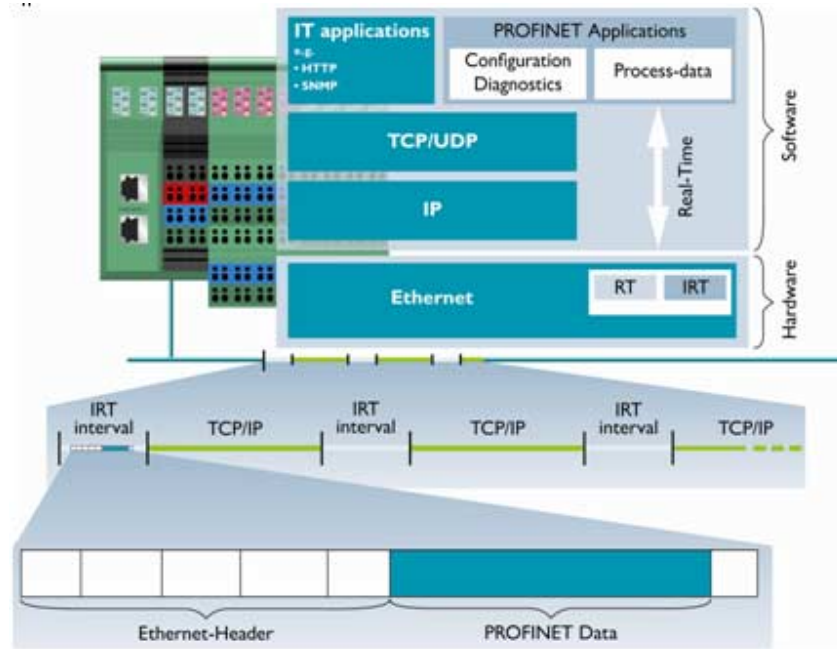 IT applications
e.g.
• HTTP
• SNMP
PROFINET Applications
Configuration
Diagnostics
Process-data
TCP/UDP
IP
Real-Time
Software
Ethernet
RT
IRT
Hardware
IRT
interval
TCP/IP
IRT
interval
TCP/IP
IRT
interval
TCP/IP
Ethernet-Header
PROFINET Data